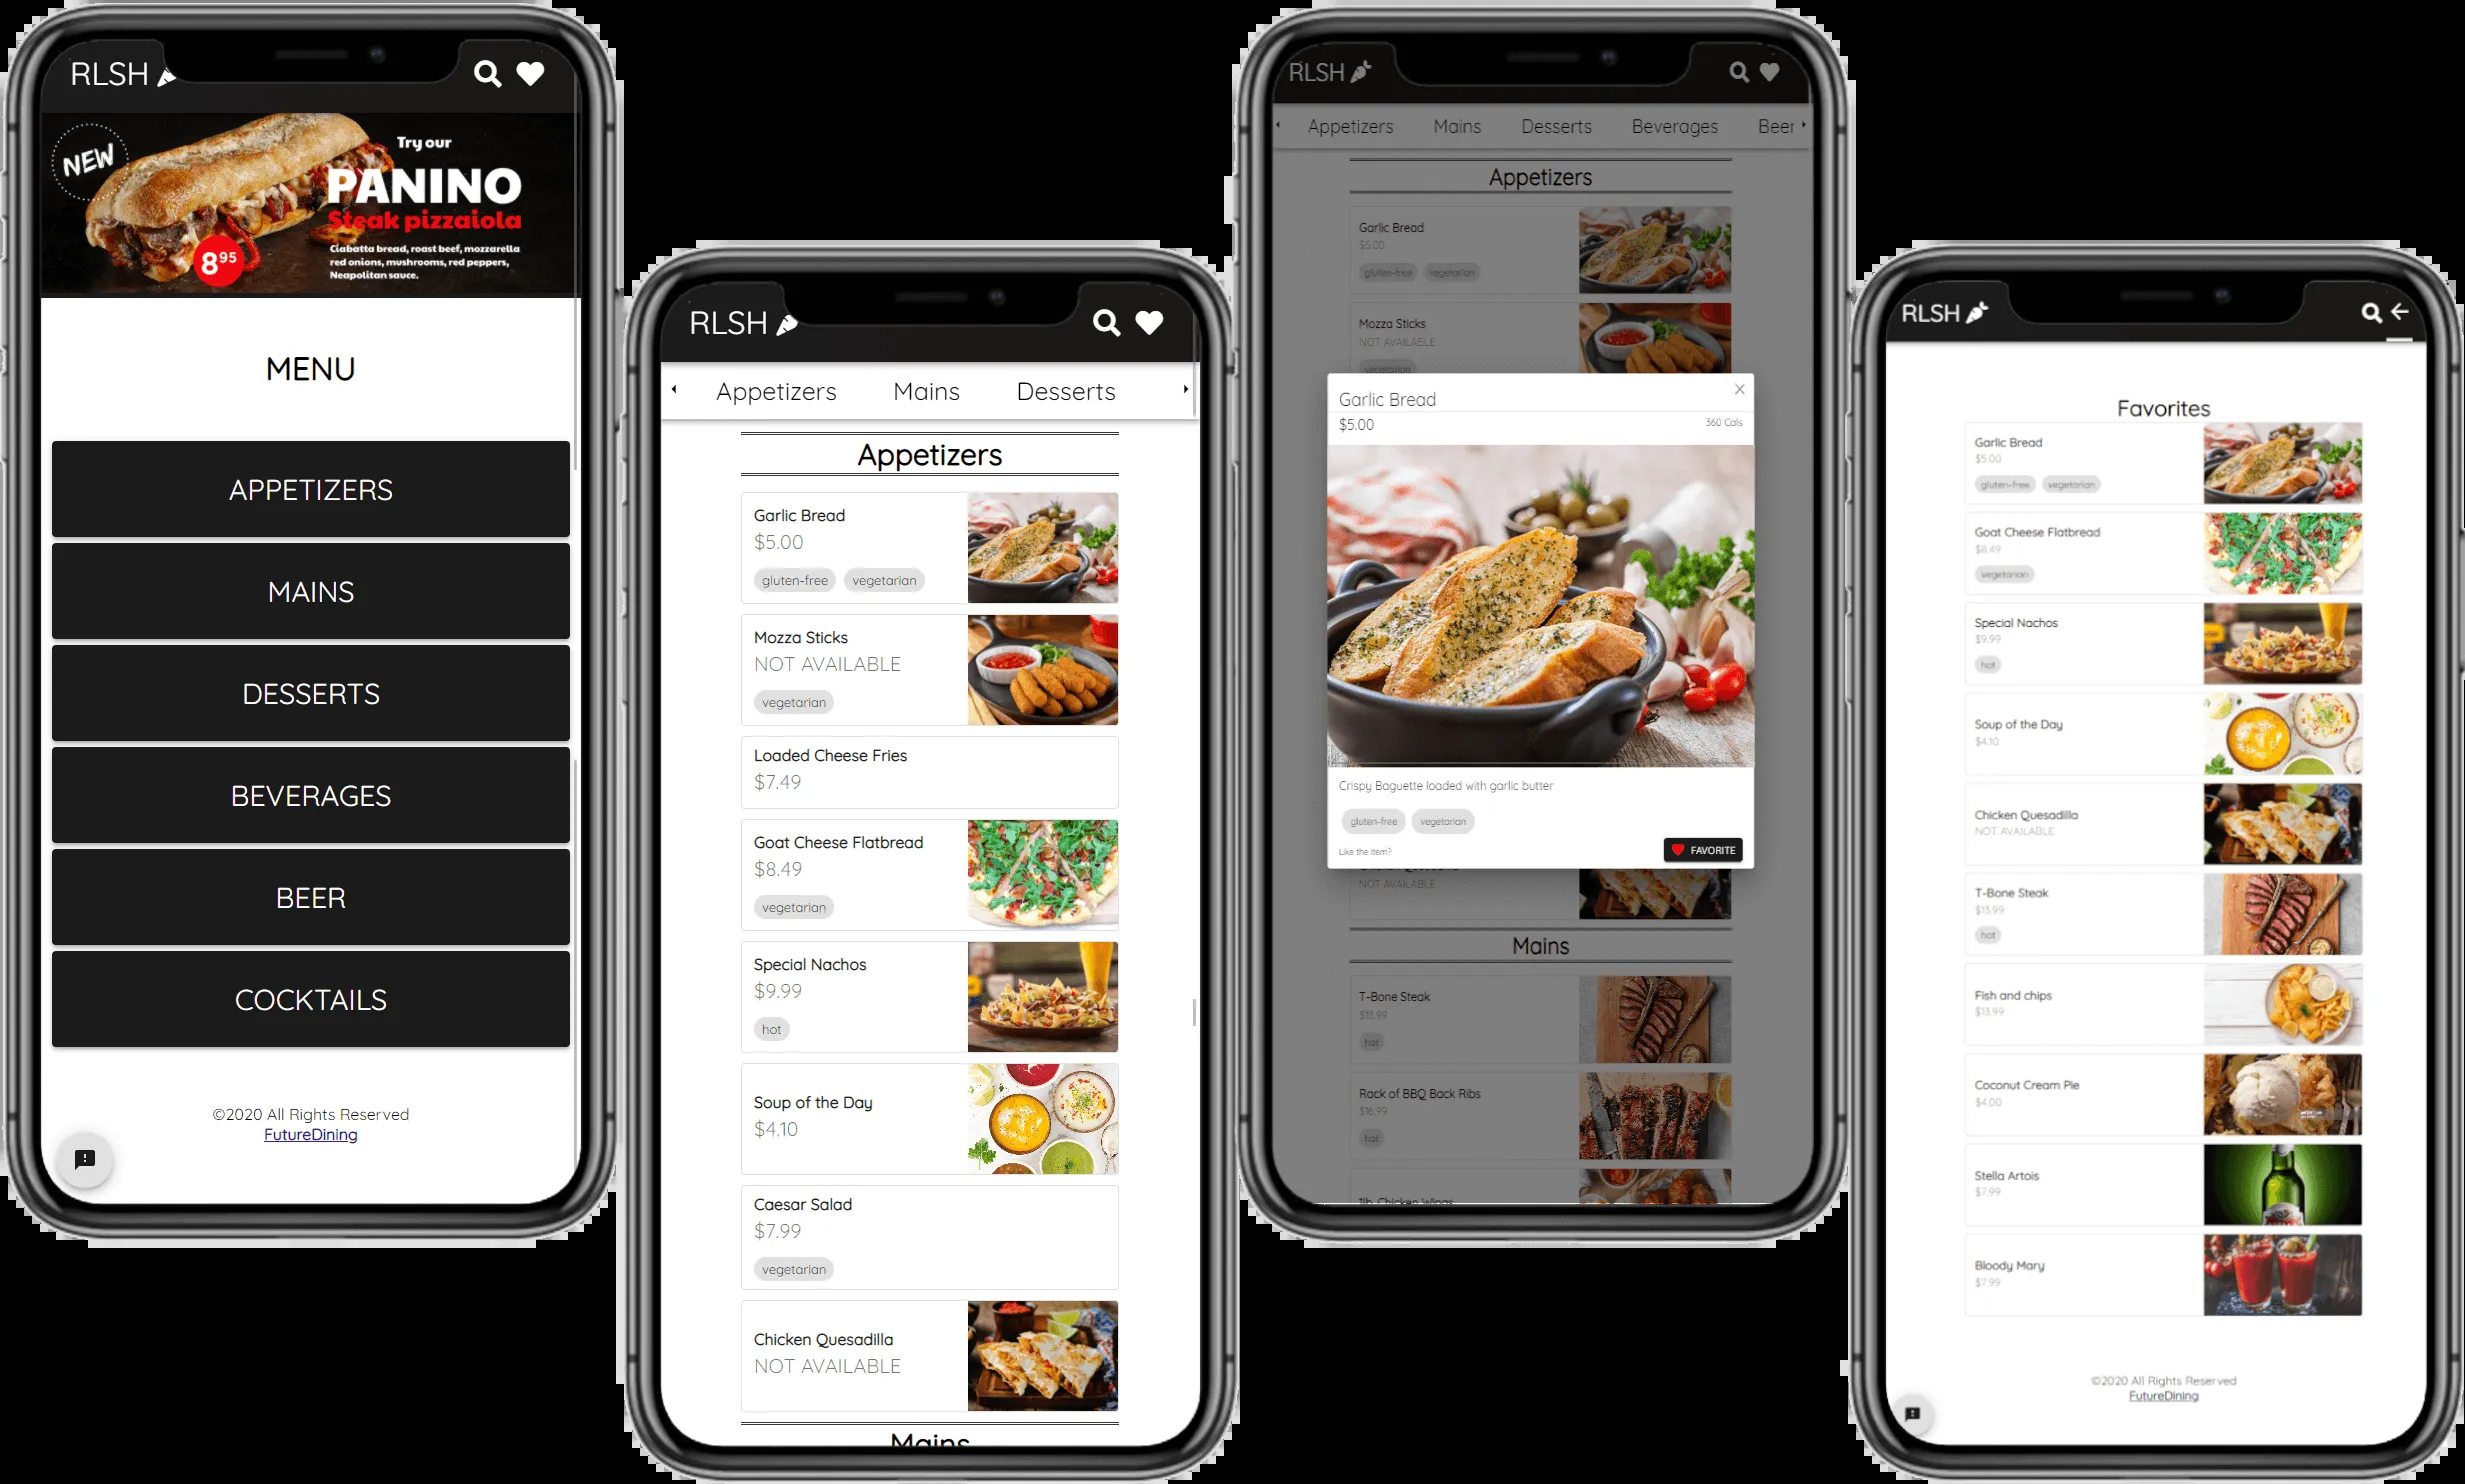 RLSH
NEW
Try our
PANINO
Steak pizzaiola
Ciabatta bread, roast beef, mozzarella
red onions, mushrooms, red peppers,
Neapolitan sauce.
8⁹⁵
MENU
APPETIZERS
MAINS
DESSERTS
BEVERAGES
BEER
COCKTAILS
©2020 All Rights Reserved
FutureDining
RLSH
Appetizers Mains Desserts
Appetizers
Garlic Bread
$5.00
gluten-free vegetarian
Mozza Sticks
NOT AVAILABLE
vegetarian
Loaded Cheese Fries
$7.49
Goat Cheese Flatbread
$8.49
vegetarian
Special Nachos
$9.99
hot
Soup of the Day
$4.10
Caesar Salad
$7.99
vegetarian
Chicken Quesadilla
NOT AVAILABLE
Mains
RLSH
Appetizers Mains Desserts Beverages Beer
Appetizers
Garlic Bread
$5.00
gluten-free vegetarian
Mozza Sticks
NOT AVAILABLE
vegetarian
Garlic Bread
$5.00 360 Cals
Crispy Baguette loaded with garlic butter
gluten-free vegetarian
Like the item? FAVORITE
NOT AVAILABLE
Mains
T-Bone Steak
$13.99
hot
Rack of BBQ Back Ribs
$16.99
hot
1lb. Chicken Wings
RLSH
Favorites
Garlic Bread
$5.00
gluten-free vegetarian
Goat Cheese Flatbread
$8.49
vegetarian
Special Nachos
$9.99
hot
Soup of the Day
$4.10
Chicken Quesadilla
NOT AVAILABLE
T-Bone Steak
$13.99
hot
Fish and chips
$13.99
Coconut Cream Pie
$4.00
Stella Artois
$7.99
Bloody Mary
$7.99
©2020 All Rights Reserved
FutureDining